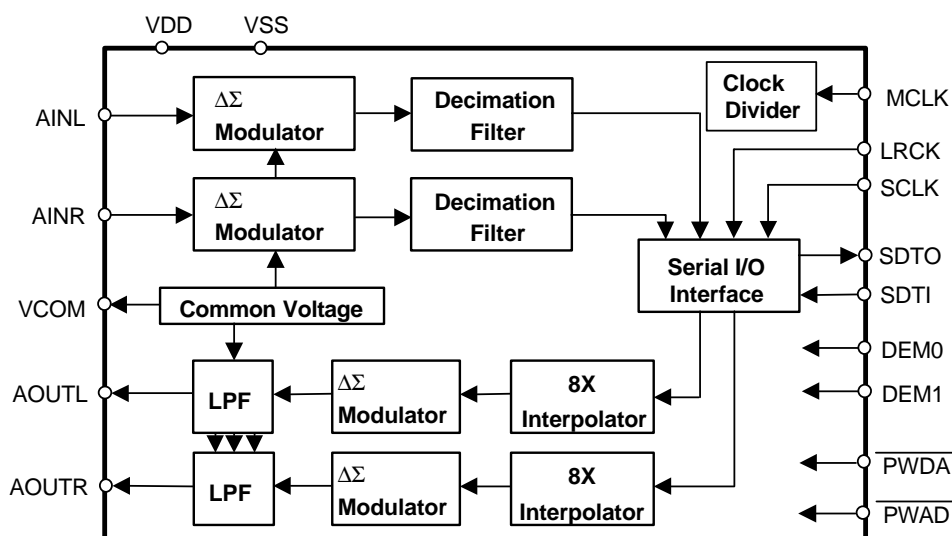 VDD
VSS
AINL
ΔΣ
Modulator
Decimation
Filter
Clock
Divider
MCLK
LRCK
SCLK
AINR
ΔΣ
Modulator
Decimation
Filter
Serial I/O
Interface
SDTO
SDTI
VCOM
Common Voltage
DEM0
DEM1
AOUTL
LPF
ΔΣ
Modulator
8X
Interpolator
PWDA
AOUTR
LPF
ΔΣ
Modulator
8X
Interpolator
PWAD